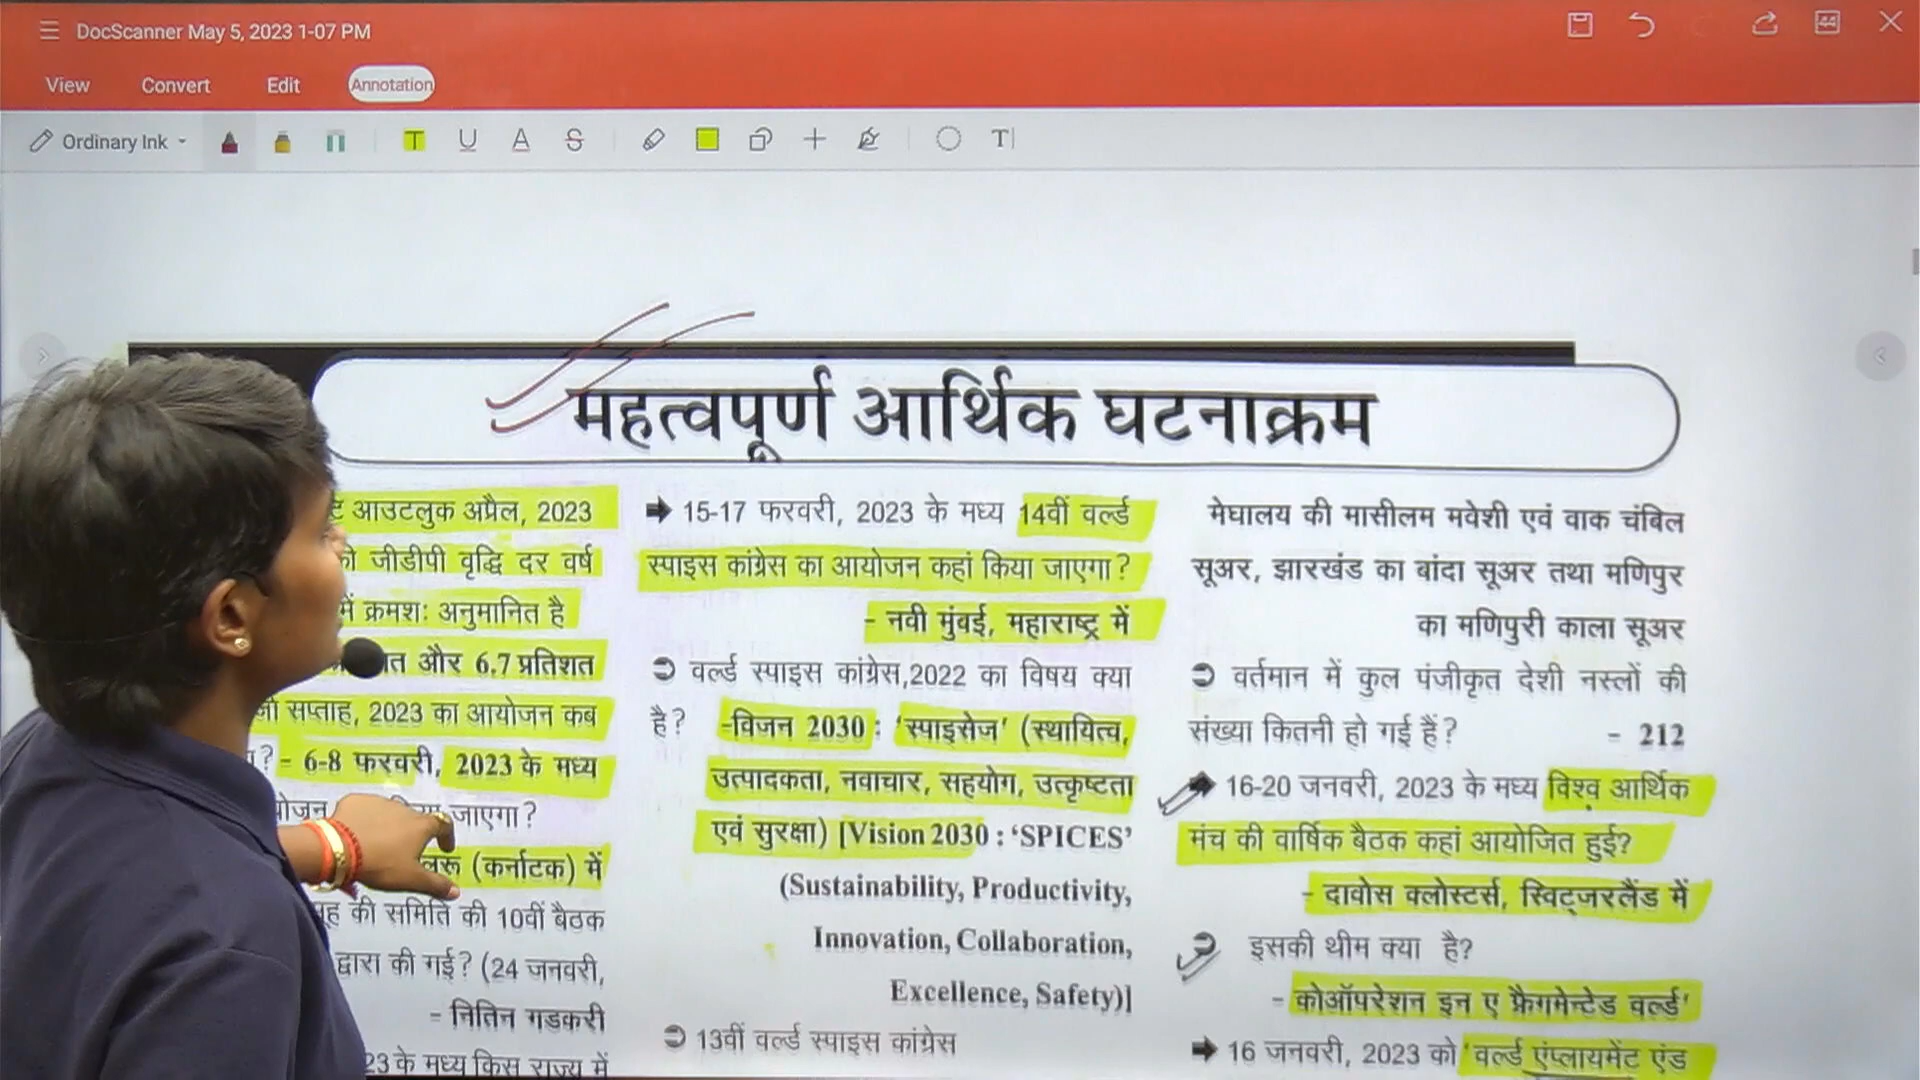 DocScanner May 5, 2023 1-07 PM
View Convert Edit Annotation
Ordinary Ink
महत्वपूर्ण आर्थिक घटनाक्रम
आउटलुक अप्रैल, 2023
जीडीपी वृद्धि दर वर्ष
में क्रमशः अनुमानित है
और 6.7 प्रतिशत
सप्ताह, 2023 का आयोजन कब
? - 6-8 फरवरी, 2023 के मध्य
जाएगा?
(कर्नाटक) में
की समिति की 10वीं बैठक
द्वारा की गई? (24 जनवरी,
- नितिन गडकरी
के मध्य किस राज्य में
➡ 15-17 फरवरी, 2023 के मध्य 14वीं वर्ल्ड
स्पाइस कांग्रेस का आयोजन कहां किया जाएगा?
- नवी मुंबई, महाराष्ट्र में
➲ वर्ल्ड स्पाइस कांग्रेस,2022 का विषय क्या
है? -विजन 2030 : 'स्पाइसेज' (स्थायित्व,
उत्पादकता, नवाचार, सहयोग, उत्कृष्टता
एवं सुरक्षा) [Vision 2030 : 'SPICES'
(Sustainability, Productivity,
Innovation, Collaboration,
Excellence, Safety)]
➲ 13वीं वर्ल्ड स्पाइस कांग्रेस
मेघालय की मासीलम मवेशी एवं वाक चंबिल
सूअर, झारखंड का बांदा सूअर तथा मणिपुर
का मणिपुरी काला सूअर
➲ वर्तमान में कुल पंजीकृत देशी नस्लों की
संख्या कितनी हो गई हैं? - 212
➡ 16-20 जनवरी, 2023 के मध्य विश्व आर्थिक
मंच की वार्षिक बैठक कहां आयोजित हुई?
- दावोस क्लोस्टर्स, स्विट्जरलैंड में
➲ इसकी थीम क्या है?
- कोऑपरेशन इन ए फ्रैगमेन्टेड वर्ल्ड'
➡ 16 जनवरी, 2023 को 'वर्ल्ड एंप्लायमेंट एंड